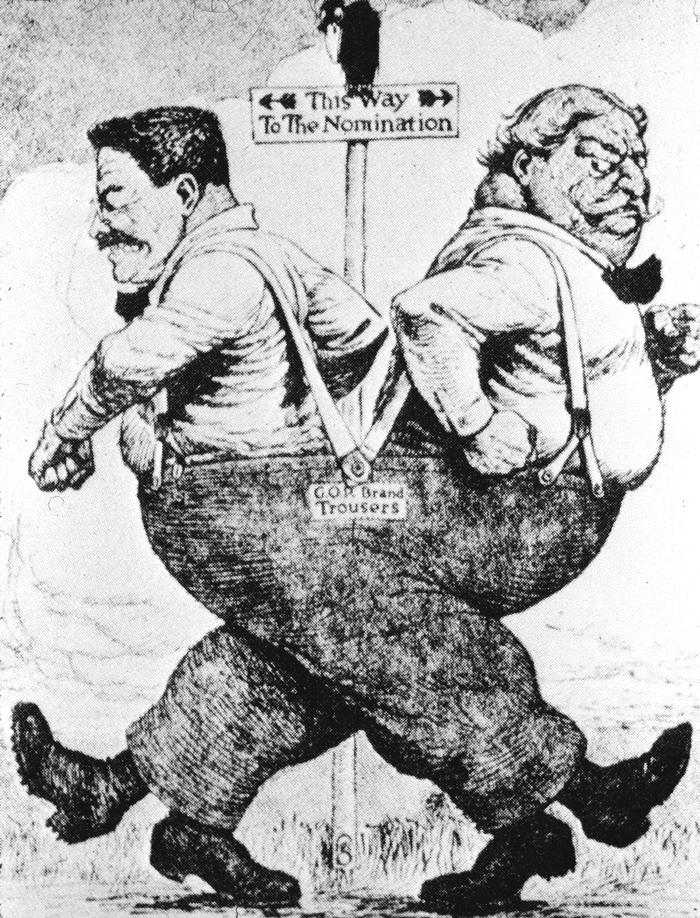 This Way
To The Nomination
G.O.P. Brand
Trousers